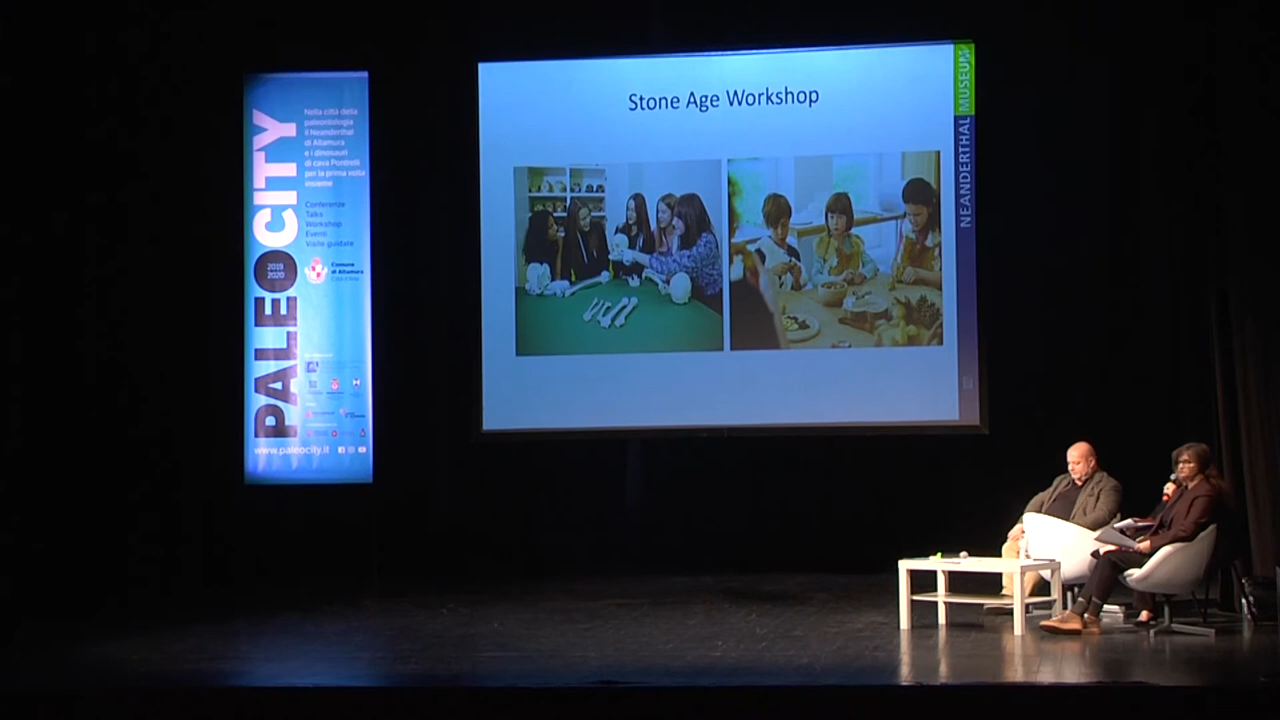 PALEOCITY
2019
2020
Nella città della
paleontologia
il Neanderthal
di Altamura
e i dinosauri
di cava Pontrelli
per la prima volta
insieme
Conferenze
Talks
Workshop
Eventi
Visite guidate
Comune
di Altamura
www.paleocity.it
Stone Age Workshop
NEANDERTHAL MUSEUM